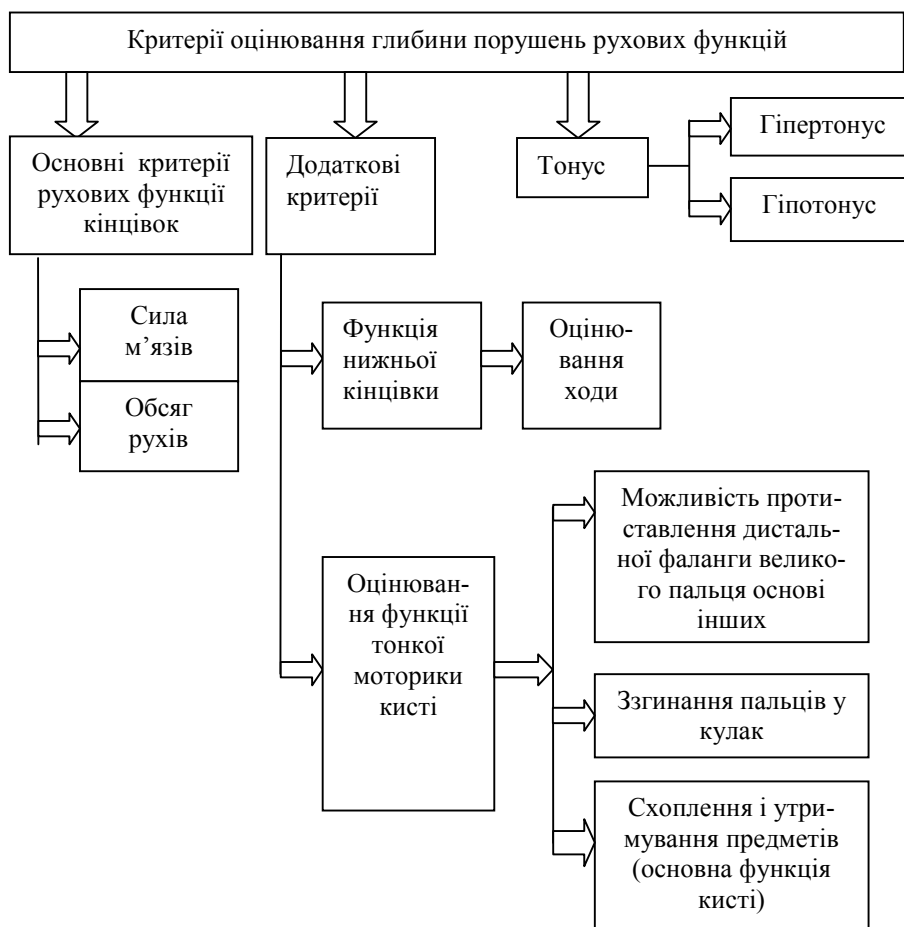 Критерії оцінювання глибини порушень рухових функцій
Основні критерії
рухових функції
кінцівок
Додаткові
критерії
Тонус
Гіпертонус
Гіпотонус
Сила
м’язів
Обсяг
рухів
Функція
нижньої
кінцівки
Оціню-
вання
ходи
Оцінюван-
ня функції
тонкої
моторики
кисті
Можливість проти-
ставлення дисталь-
ної фаланги велико-
го пальця основі
інших
Ззгинання пальців у
кулак
Схоплення і утри-
мування предметів
(основна функція
кисті)